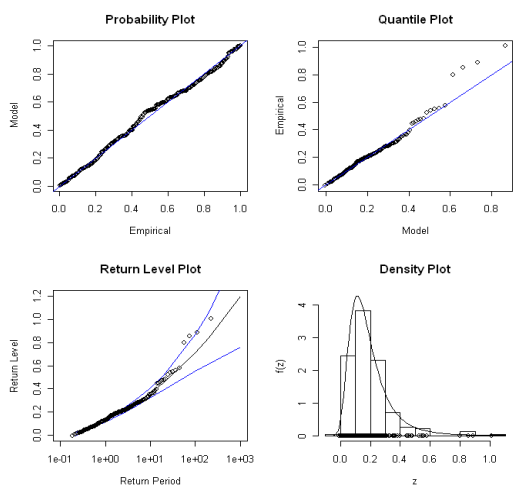 Probability Plot
Model
0.0 0.2 0.4 0.6 0.8 1.0
0.0 0.2 0.4 0.6 0.8 1.0
Empirical
Quantile Plot
Empirical
0.0 0.2 0.4 0.6 0.8 1.0
0.0 0.2 0.4 0.6 0.8
Model
Return Level Plot
Return Level
0.0 0.2 0.4 0.6 0.8 1.0 1.2
1e-01 1e+00 1e+01 1e+02 1e+03
Return Period
Density Plot
f(z)
0 1 2 3 4
0.0 0.2 0.4 0.6 0.8 1.0
z